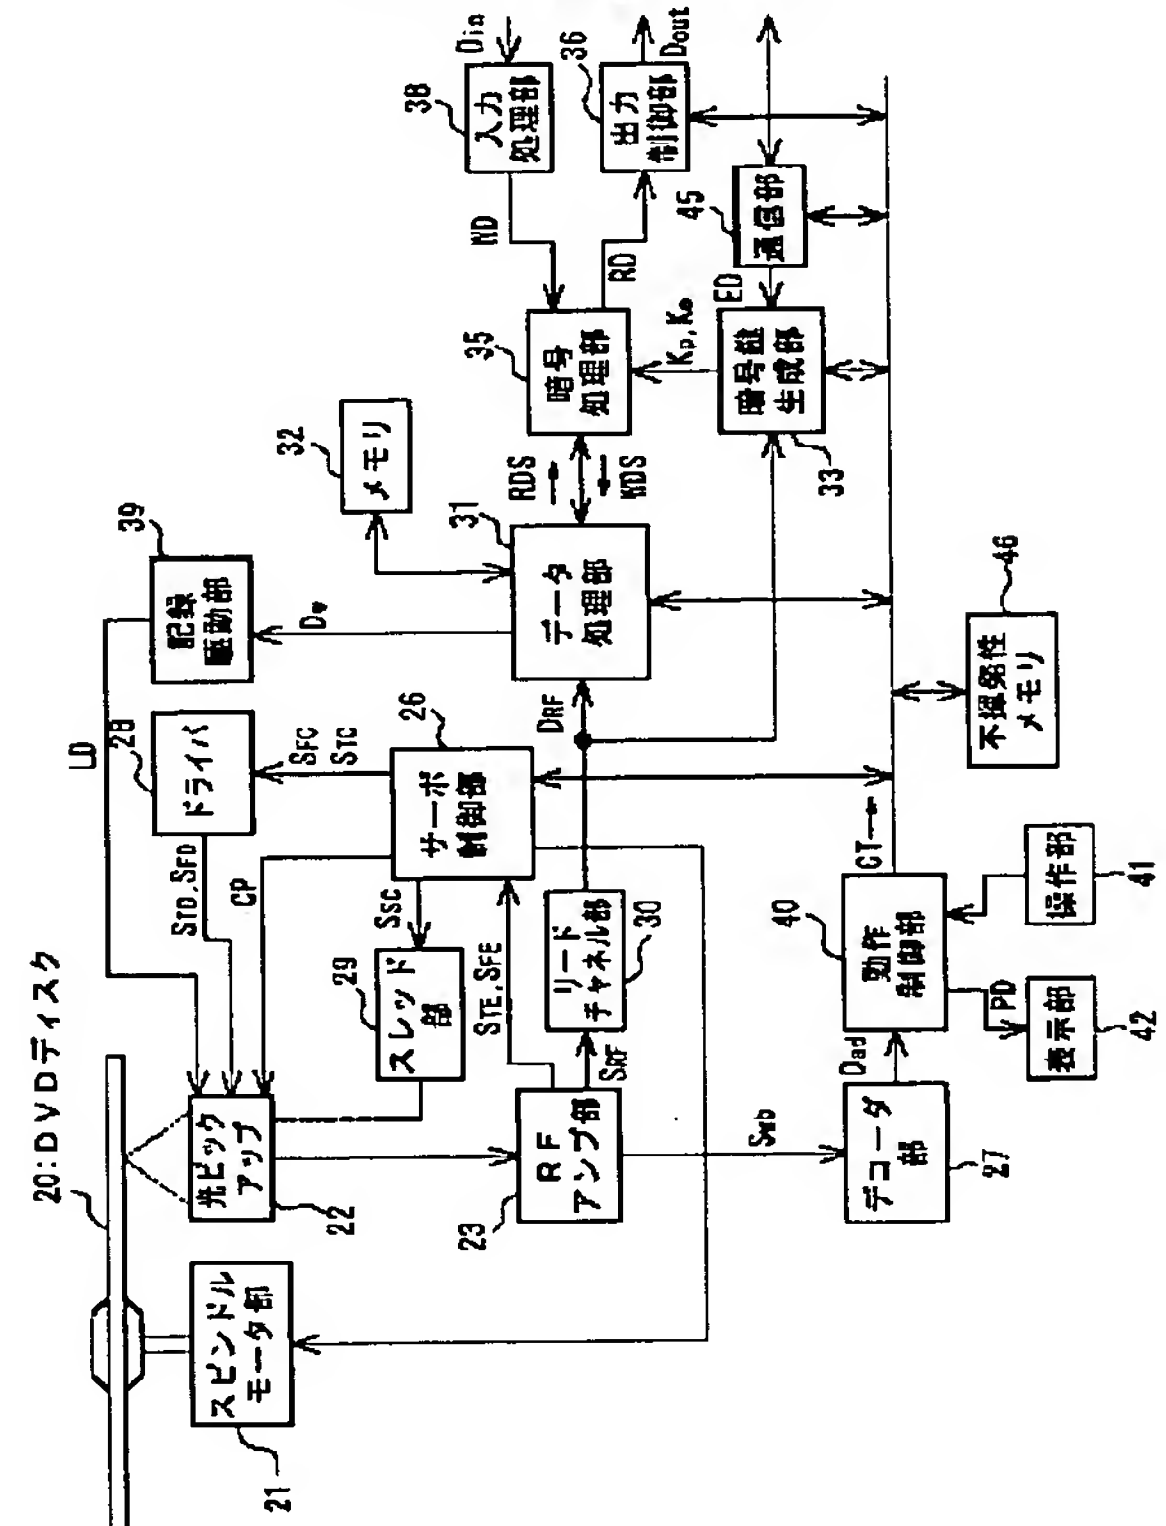 20:DVDディスク
21
スピンドル
モータ部
22
光ピック
アップ
LD
STD,SFD
CP
28
ドライバ
39
記録
駆動部
29
スレッド
部
SSC
SFC
STC
26
サーボ
制御部
Dw
32
メモリ
23
RF
アンプ部
STE,SFE
SRF
30
リード
チャネル部
DRF
31
データ
処理部
RDS
WDS
35
暗号
処理部
WD
RD
38
入力
処理部
Din
36
出力
制御部
Dout
Swb
27
デコーダ
部
Dad
40
動作
制御部
CT
33
暗号鍵
生成部
ED
45
通信部
PD
42
表示部
41
操作部
46
不揮発性
メモリ